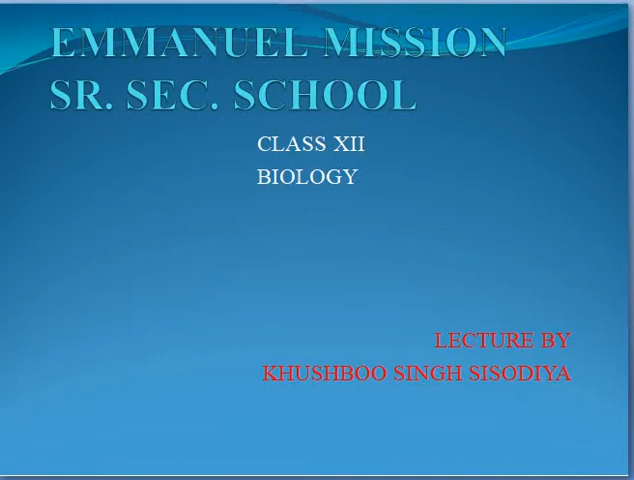 EMMANUEL MISSION
SR. SEC. SCHOOL
CLASS XII
BIOLOGY
LECTURE BY
KHUSHBOO SINGH SISODIYA